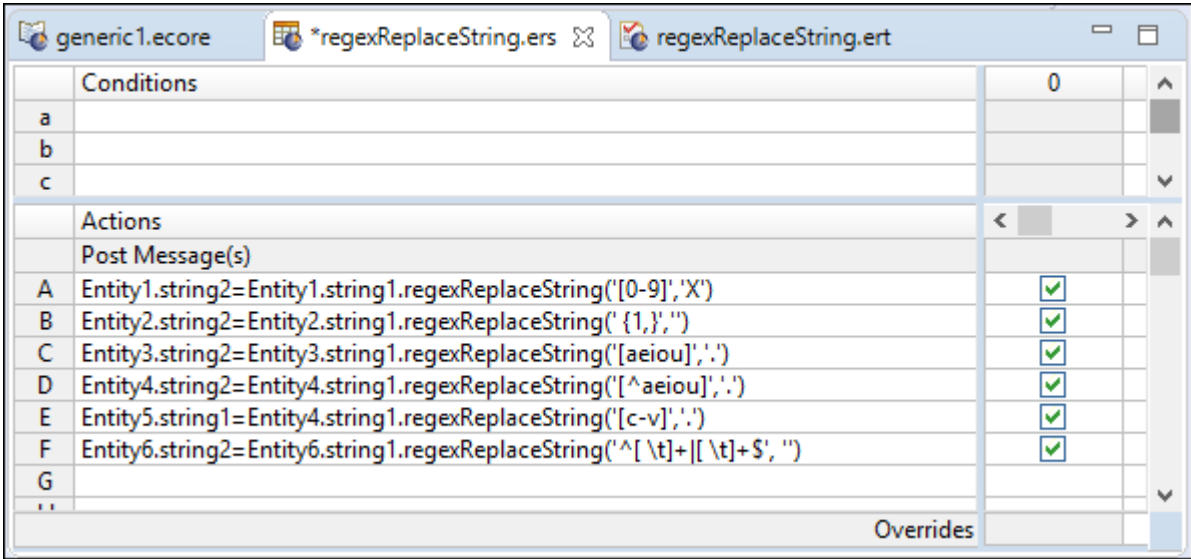 generic1.ecore *regexReplaceString.ers regexReplaceString.ert
Conditions 0
a
b
c
Actions
Post Message(s)
A Entity1.string2=Entity1.string1.regexReplaceString('[0-9]','X')
B Entity2.string2=Entity2.string1.regexReplaceString(' {1,}','')
C Entity3.string2=Entity3.string1.regexReplaceString('[aeiou]','.')
D Entity4.string2=Entity4.string1.regexReplaceString('[^aeiou]','.')
E Entity5.string1=Entity4.string1.regexReplaceString('[c-v]','.')
F Entity6.string2=Entity6.string1.regexReplaceString('^[ \t]+|[ \t]+$', '')
G
Overrides